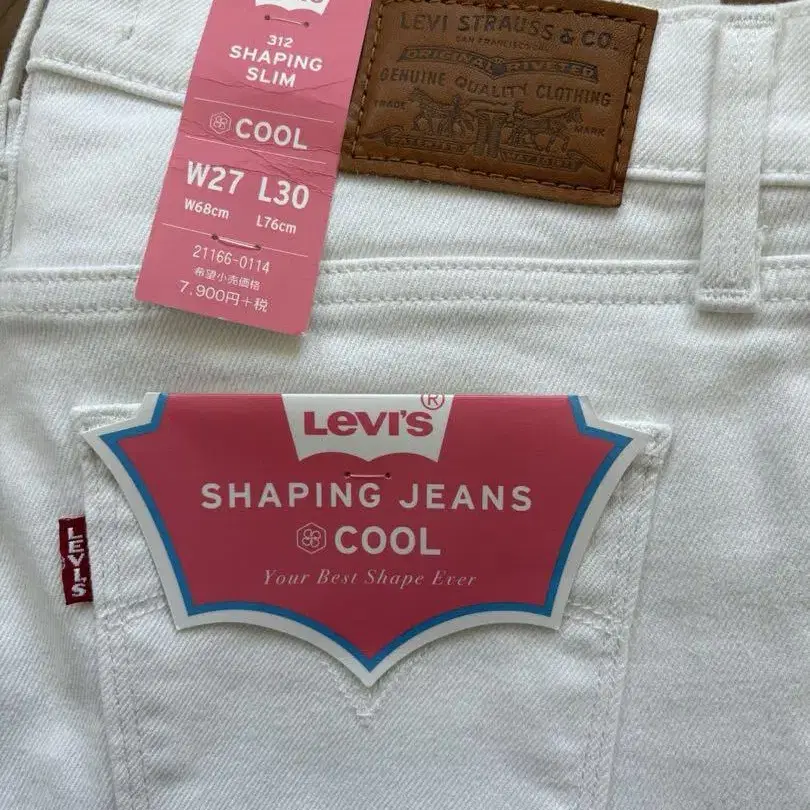 312
SHAPING
SLIM
COOL
W27 L30
W68cm L76cm
21166-0114
希望小売価格
7,900円+税
LEVI STRAUSS & CO.
SAN FRANCISCO
ORIGINAL RIVETED
GENUINE QUALITY CLOTHING
TRADE MARK
LEVI'S®
SHAPING JEANS
COOL
Your Best Shape Ever
LEVI'S